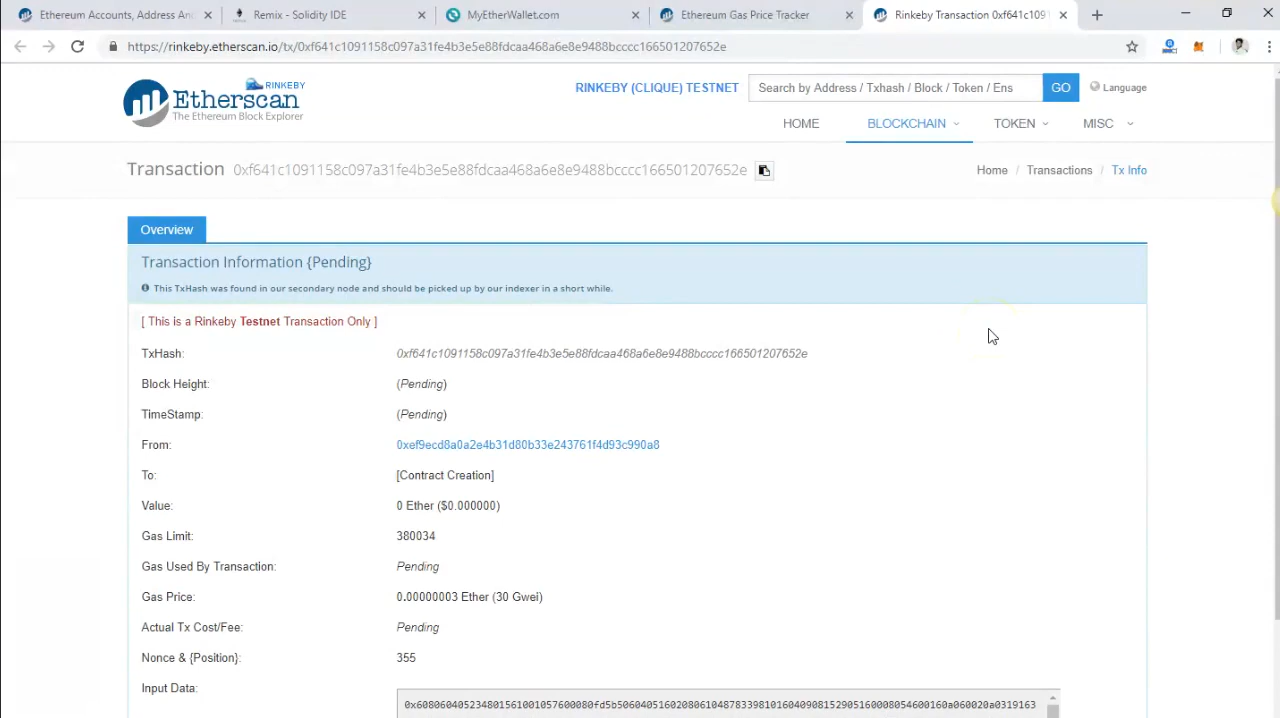 Ethereum Accounts, Address An
Remix - Solidity IDE
MyEtherWallet.com
Ethereum Gas Price Tracker
Rinkeby Transaction 0xf641c1091
https://rinkeby.etherscan.io/tx/0xf641c1091158c097a31fe4b3e5e88fdcaa468a6e8e9488bcccc166501207652e
RINKEBY
Etherscan
The Ethereum Block Explorer
RINKEBY (CLIQUE) TESTNET
Search by Address / Txhash / Block / Token / Ens
GO
Language
HOME
BLOCKCHAIN
TOKEN
MISC
Transaction 0xf641c1091158c097a31fe4b3e5e88fdcaa468a6e8e9488bcccc166501207652e
Home / Transactions / Tx Info
Overview
Transaction Information {Pending}
This TxHash was found in our secondary node and should be picked up by our indexer in a short while.
[ This is a Rinkeby Testnet Transaction Only ]
TxHash: 0xf641c1091158c097a31fe4b3e5e88fdcaa468a6e8e9488bcccc166501207652e
Block Height: (Pending)
TimeStamp: (Pending)
From: 0xef9ecd8a0a2e4b31d80b33e243761f4d93c990a8
To: [Contract Creation]
Value: 0 Ether ($0.000000)
Gas Limit: 380034
Gas Used By Transaction: Pending
Gas Price: 0.00000003 Ether (30 Gwei)
Actual Tx Cost/Fee: Pending
Nonce & {Position}: 355
Input Data:
0x608060405234801561001057600080fd5b50604051602080610487833981016040908152905160008054600160a060020a0319163